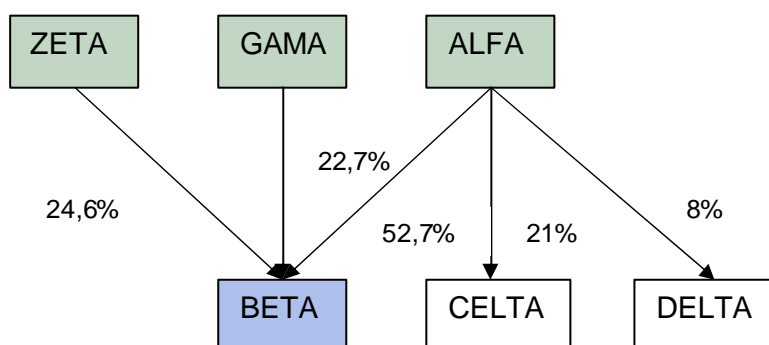 ZETA GAMA ALFA
22,7%
24,6% 8%
52,7% 21%
BETA CELTA DELTA